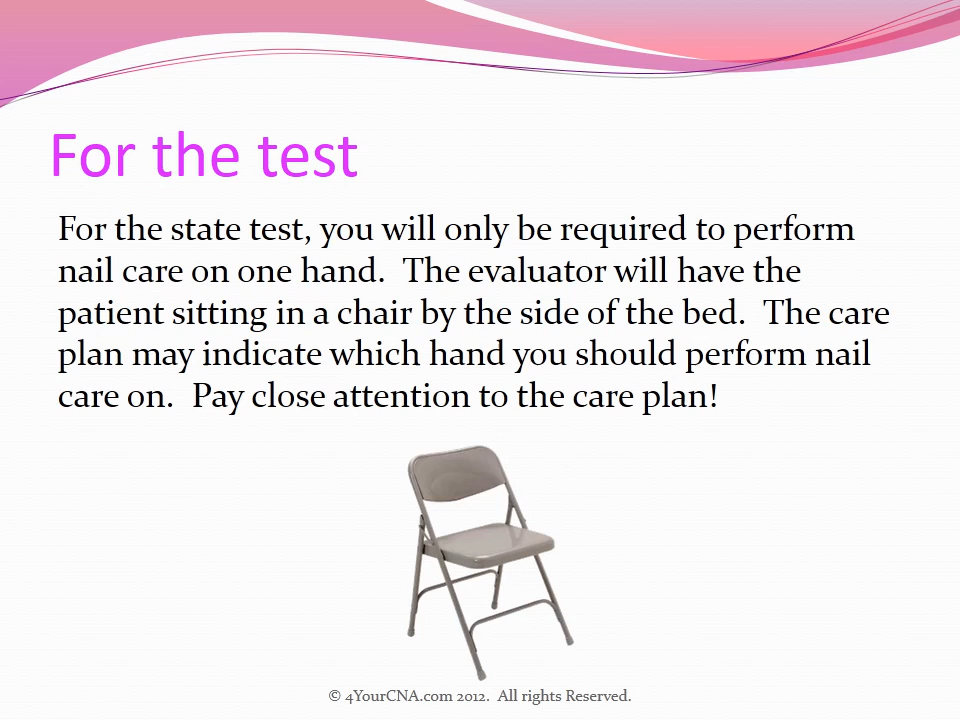 For the test
For the state test, you will only be required to perform
nail care on one hand.  The evaluator will have the
patient sitting in a chair by the side of the bed.  The care
plan may indicate which hand you should perform nail
care on.  Pay close attention to the care plan!
© 4YourCNA.com 2012.  All rights Reserved.